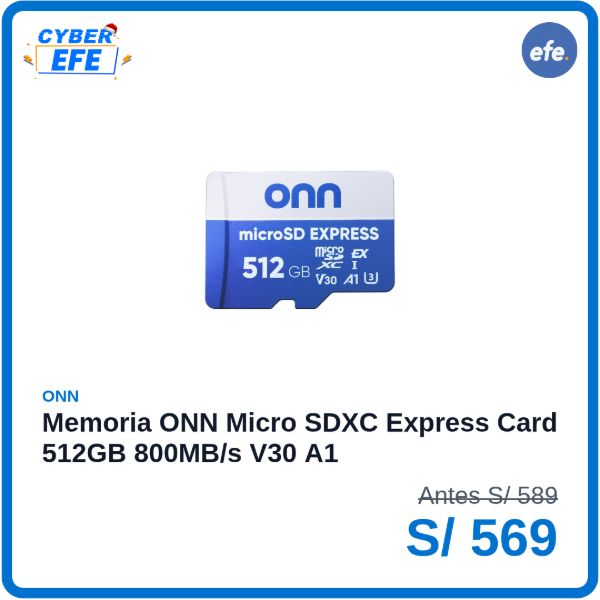 CYBER
EFE
efe.
onn
microSD EXPRESS
512 GB
micro SD XC EX I
V30 A1 U3
ONN
Memoria ONN Micro SDXC Express Card
512GB 800MB/s V30 A1
Antes S/ 589
S/ 569